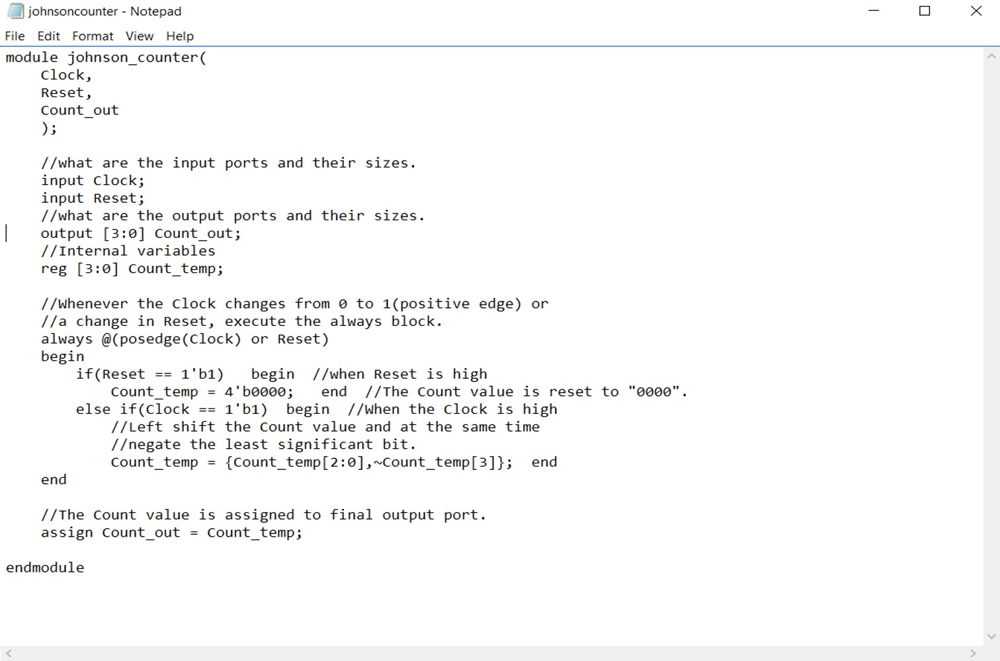 johnsoncounter - Notepad
File Edit Format View Help
module johnson_counter(
    Clock,
    Reset,
    Count_out
    );

    //what are the input ports and their sizes.
    input Clock;
    input Reset;
    //what are the output ports and their sizes.
    output [3:0] Count_out;
    //Internal variables
    reg [3:0] Count_temp;

    //Whenever the Clock changes from 0 to 1(positive edge) or
    //a change in Reset, execute the always block.
    always @(posedge(Clock) or Reset)
    begin
        if(Reset == 1'b1)   begin  //when Reset is high
            Count_temp = 4'b0000;   end  //The Count value is reset to "0000".
        else if(Clock == 1'b1)  begin  //When the Clock is high
            //Left shift the Count value and at the same time
            //negate the least significant bit.
            Count_temp = {Count_temp[2:0],~Count_temp[3]};  end
    end

    //The Count value is assigned to final output port.
    assign Count_out = Count_temp;

endmodule